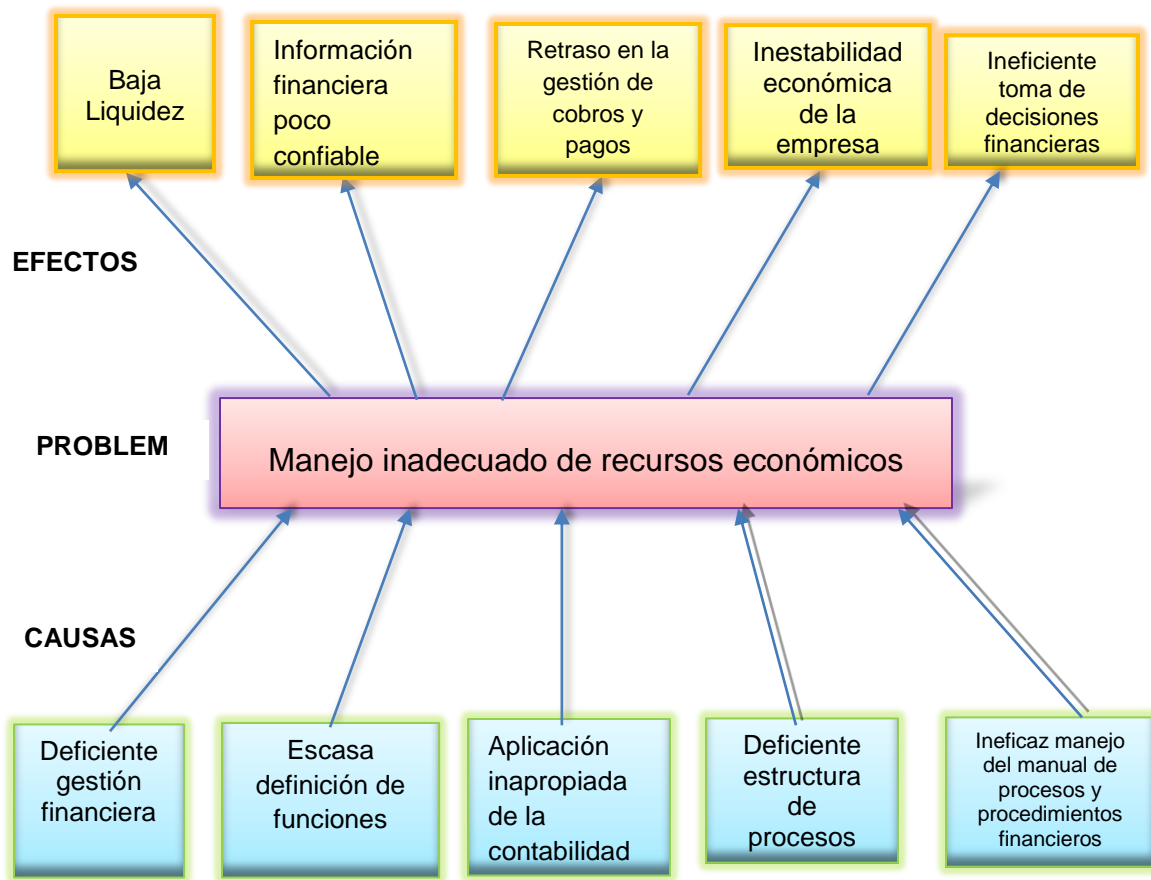 Baja
Liquidez
Información
financiera
poco
confiable
Retraso en la
gestión de
cobros y
pagos
Inestabilidad
económica
de la
empresa
Ineficiente
toma de
decisiones
financieras
EFECTOS
PROBLEM
Manejo inadecuado de recursos económicos
CAUSAS
Deficiente
gestión
financiera
Escasa
definición de
funciones
Aplicación
inapropiada
de la
contabilidad
Deficiente
estructura
de
procesos
Ineficaz manejo
del manual de
procesos y
procedimientos
financieros